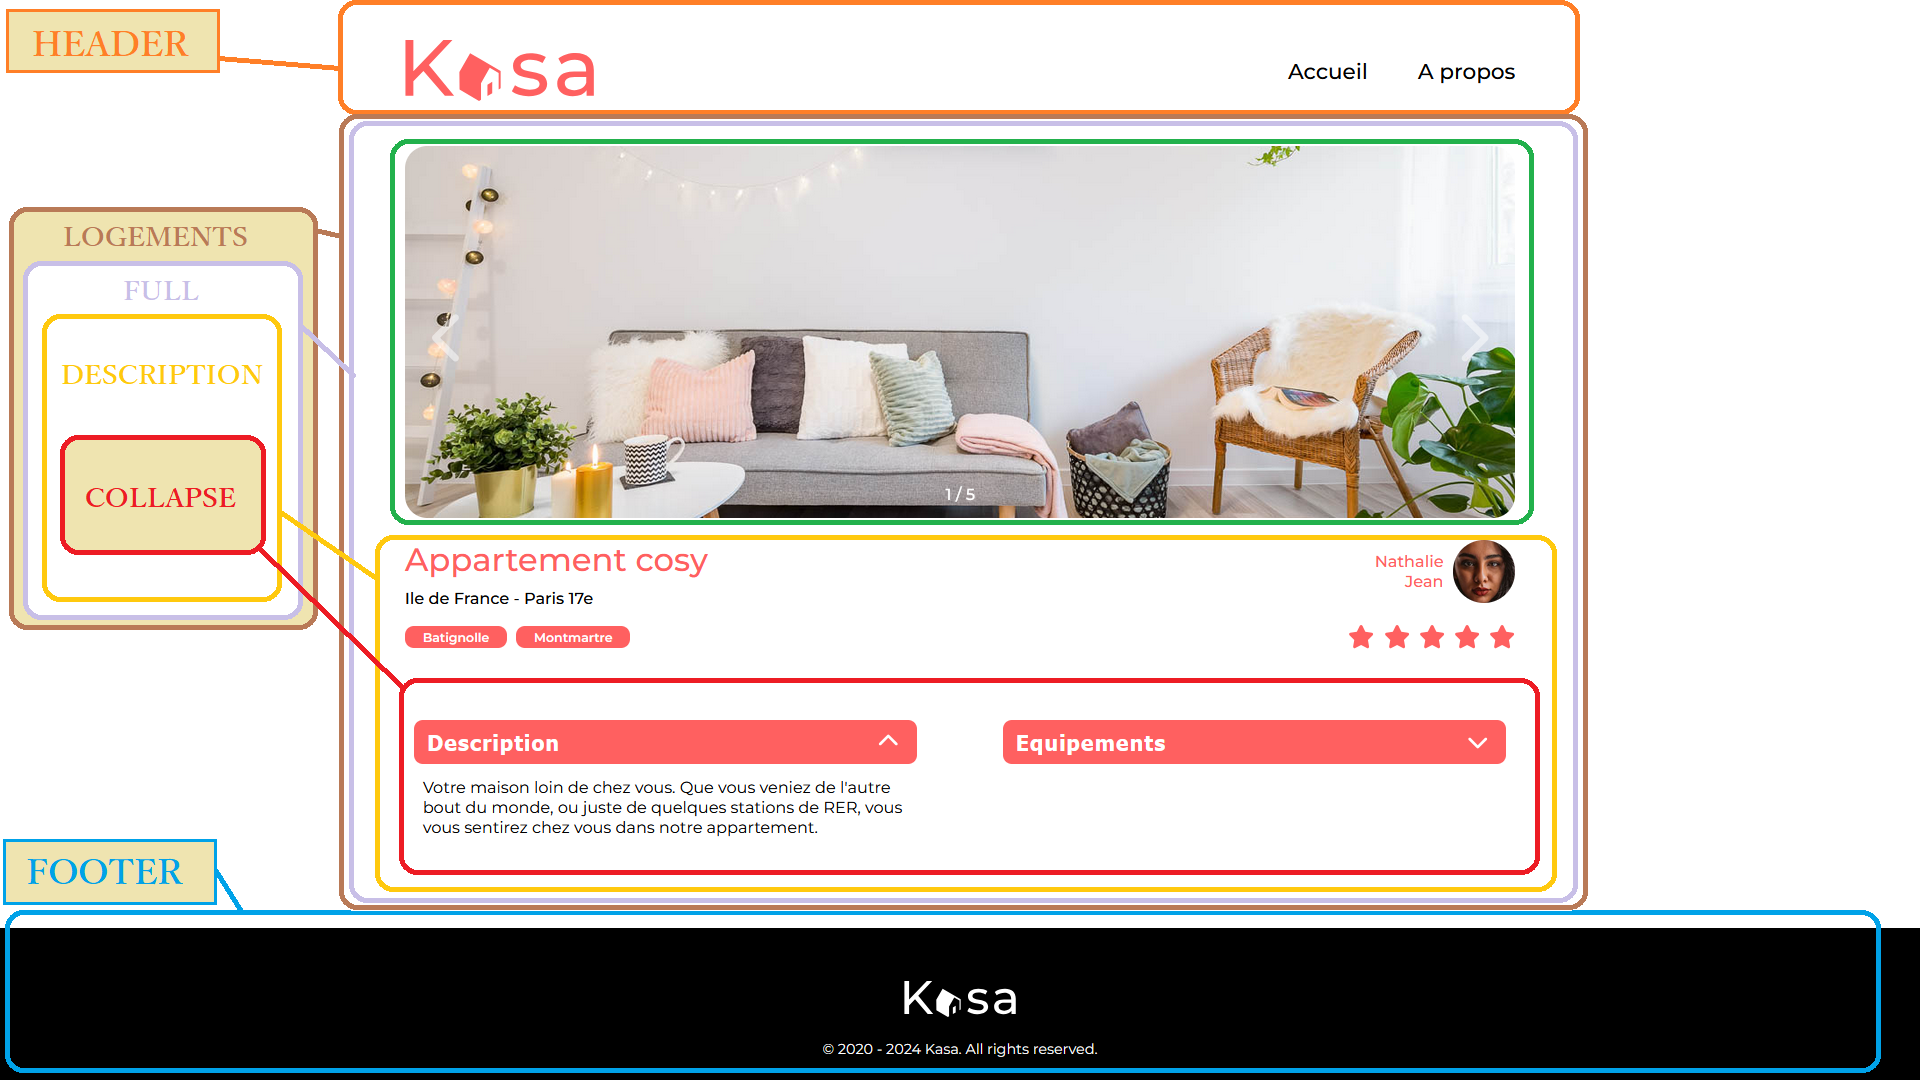 HEADER
Kasa
Accueil
A propos
LOGEMENTS
FULL
DESCRIPTION
COLLAPSE
1 / 5
Appartement cosy
Nathalie
Jean
Ile de France - Paris 17e
Batignolle
Montmartre
Description
Equipements
Votre maison loin de chez vous. Que vous veniez de l'autre
bout du monde, ou juste de quelques stations de RER, vous
vous sentirez chez vous dans notre appartement.
FOOTER
Kasa
© 2020 - 2024 Kasa. All rights reserved.